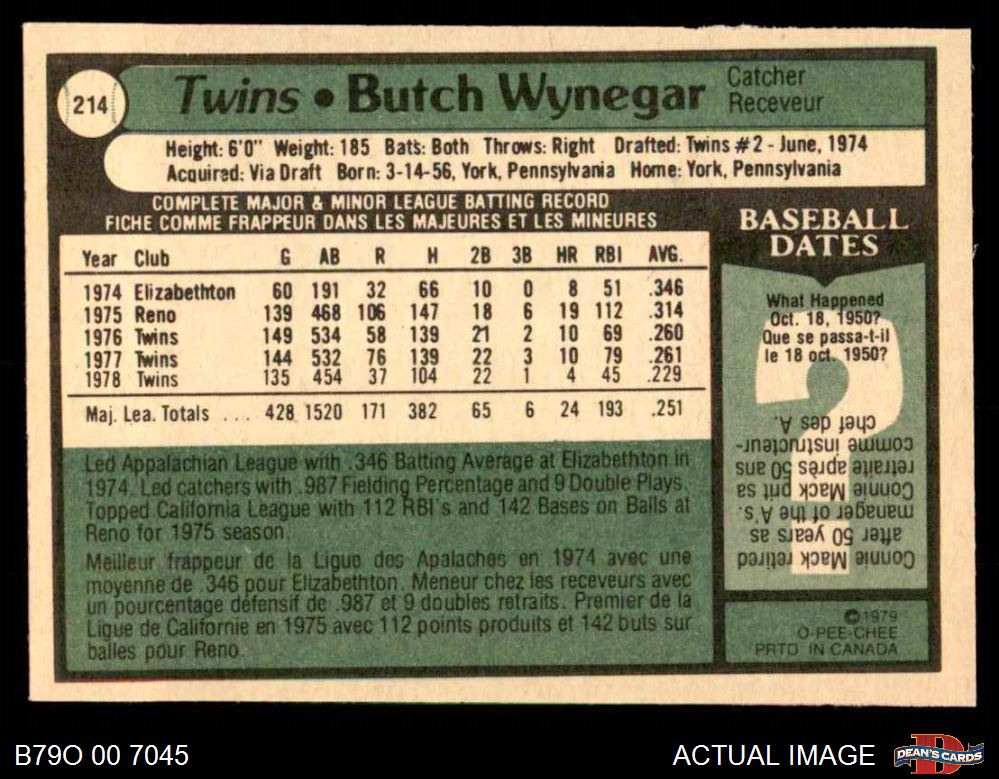 214
Twins • Butch Wynegar
Catcher
Receveur
Height: 6'0" Weight: 185 Bats: Both Throws: Right Drafted: Twins #2 - June, 1974
Acquired: Via Draft Born: 3-14-56, York, Pennsylvania Home: York, Pennsylvania
COMPLETE MAJOR & MINOR LEAGUE BATTING RECORD
FICHE COMME FRAPPEUR DANS LES MAJEURES ET LES MINEURES
Year Club G AB R H 2B 3B HR RBI AVG.
1974 Elizabethton 60 191 32 66 10 0 8 51 .346
1975 Reno 139 468 106 147 18 6 19 112 .314
1976 Twins 149 534 58 139 21 2 10 69 .260
1977 Twins 144 532 76 139 22 3 10 79 .261
1978 Twins 135 454 37 104 22 1 4 45 .229
Maj. Lea. Totals ... 428 1520 171 382 65 6 24 193 .251
Led Appalachian League with .346 Batting Average at Elizabethton in
1974. Led catchers with .987 Fielding Percentage and 9 Double Plays.
Topped California League with 112 RBI's and 142 Bases on Balls at
Reno for 1975 season.
Meilleur frappeur de la Ligue des Apalaches en 1974 avec une
moyenne de .346 pour Elizabethton. Meneur chez les receveurs avec
un pourcentage défensif de .987 et 9 doubles retraits. Premier de la
Ligue de Californie en 1975 avec 112 points produits et 142 buts sur
balles pour Reno.
BASEBALL
DATES
What Happened
Oct. 18, 1950?
Que se passa-t-il
le 18 oct. 1950?
Connie Mack retired
after 50 years as
manager of the A's.
Connie Mack prit sa
retraite après 50 ans
comme instructeur-
chef des A.
©1979
O-PEE-CHEE
PRTD. IN CANADA
B79O 00 7045
ACTUAL IMAGE
DEAN'S CARDS